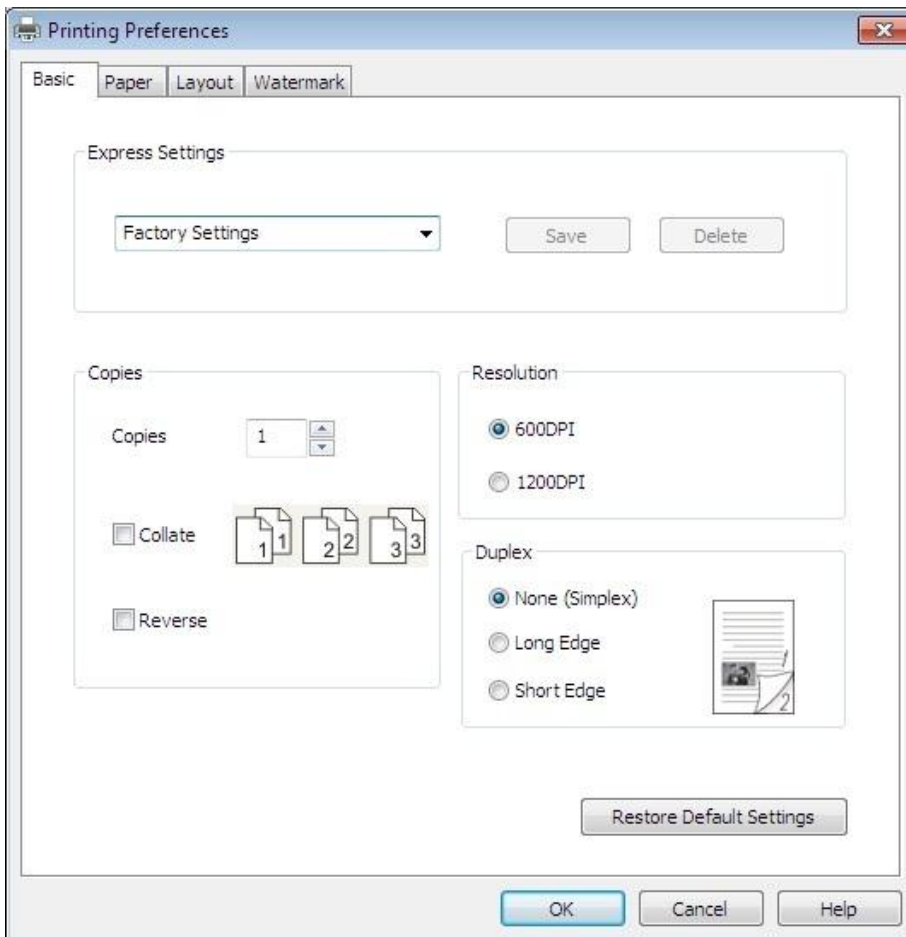 Printing Preferences
Basic Paper Layout Watermark
Express Settings
Factory Settings Save Delete
Copies
Copies 1
Collate 1 1 2 2 3 3
Reverse
Resolution
600DPI
1200DPI
Duplex
None (Simplex)
Long Edge
Short Edge
1
2
Restore Default Settings
OK Cancel Help